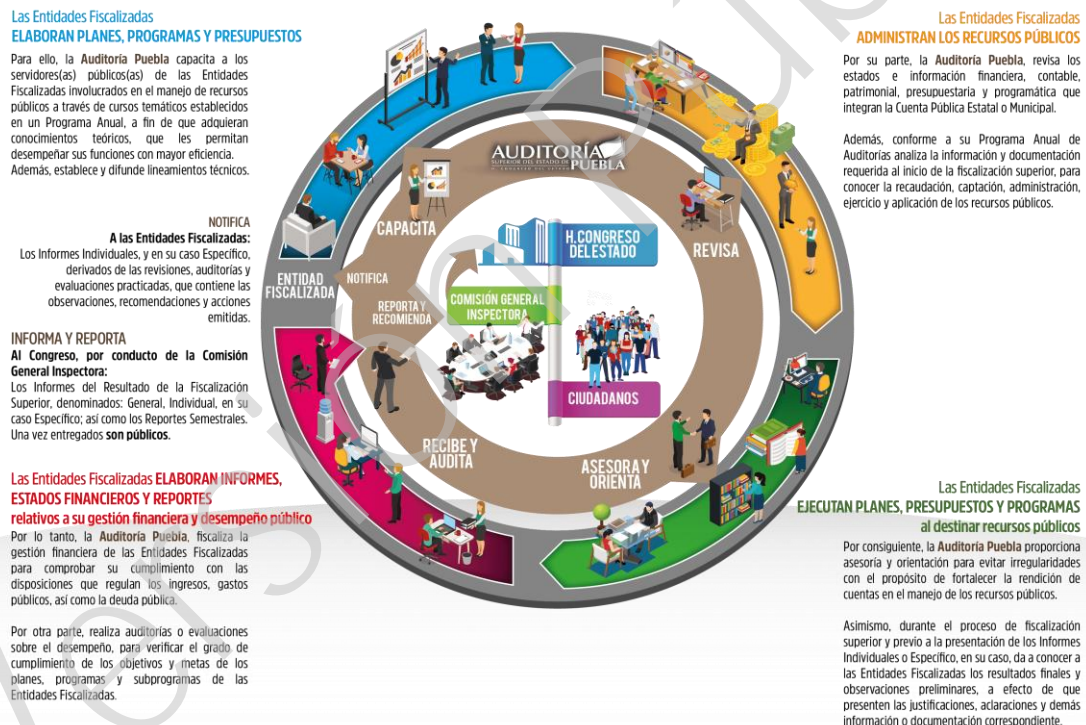 Las Entidades Fiscalizadas
ELABORAN PLANES, PROGRAMAS Y PRESUPUESTOS
Para ello, la Auditoría Puebla capacita a los
servidores(as) públicos(as) de las Entidades
Fiscalizadas involucrados en el manejo de recursos
públicos a través de cursos temáticos establecidos
en un Programa Anual, a fin de que adquieran
conocimientos teóricos, que les permitan
desempeñar sus funciones con mayor eficiencia.
Además, establece y difunde lineamientos técnicos.
NOTIFICA
A las Entidades Fiscalizadas:
Los Informes Individuales, y en su caso Específico,
derivados de las revisiones, auditorías y
evaluaciones practicadas, que contiene las
observaciones, recomendaciones y acciones
emitidas.
INFORMA Y REPORTA
Al Congreso, por conducto de la Comisión
General Inspectora:
Los Informes del Resultado de la Fiscalización
Superior, denominados: General, Individual, en su
caso Específico; así como los Reportes Semestrales.
Una vez entregados son públicos.
Las Entidades Fiscalizadas ELABORAN INFORMES,
ESTADOS FINANCIEROS Y REPORTES
relativos a su gestión financiera y desempeño público
Por lo tanto, la Auditoría Puebla, fiscaliza la
gestión financiera de las Entidades Fiscalizadas
para comprobar su cumplimiento con las
disposiciones que regulan los ingresos, gastos
públicos, así como la deuda pública.
Por otra parte, realiza auditorías o evaluaciones
sobre el desempeño, para verificar el grado de
cumplimiento de los objetivos y metas de los
planes, programas y subprogramas de las
Entidades Fiscalizadas.
AUDITORÍA
SUPERIOR DEL ESTADO DE PUEBLA
H. CONGRESO DEL ESTADO
CAPACITA
REVISA
H. CONGRESO
DEL ESTADO
ENTIDAD
FISCALIZADA
NOTIFICA
REPORTA Y
RECOMIENDA
COMISIÓN GENERAL
INSPECTORA
CIUDADANOS
RECIBE Y
AUDITA
ASESORA Y
ORIENTA
Las Entidades Fiscalizadas
ADMINISTRAN LOS RECURSOS PÚBLICOS
Por su parte, la Auditoría Puebla, revisa los
estados e información financiera, contable,
patrimonial, presupuestaria y programática que
integran la Cuenta Pública Estatal o Municipal.
Además, conforme a su Programa Anual de
Auditorías analiza la información y documentación
requerida al inicio de la fiscalización superior, para
conocer la recaudación, captación, administración,
ejercicio y aplicación de los recursos públicos.
Las Entidades Fiscalizadas
EJECUTAN PLANES, PRESUPUESTOS Y PROGRAMAS
al destinar recursos públicos
Por consiguiente, la Auditoría Puebla proporciona
asesoría y orientación para evitar irregularidades
con el propósito de fortalecer la rendición de
cuentas en el manejo de los recursos públicos.
Asimismo, durante el proceso de fiscalización
superior y previo a la presentación de los Informes
Individuales o Específico, en su caso, da a conocer a
las Entidades Fiscalizadas los resultados finales y
observaciones preliminares, a efecto de que
presenten las justificaciones, aclaraciones y demás
información o documentación correspondiente.